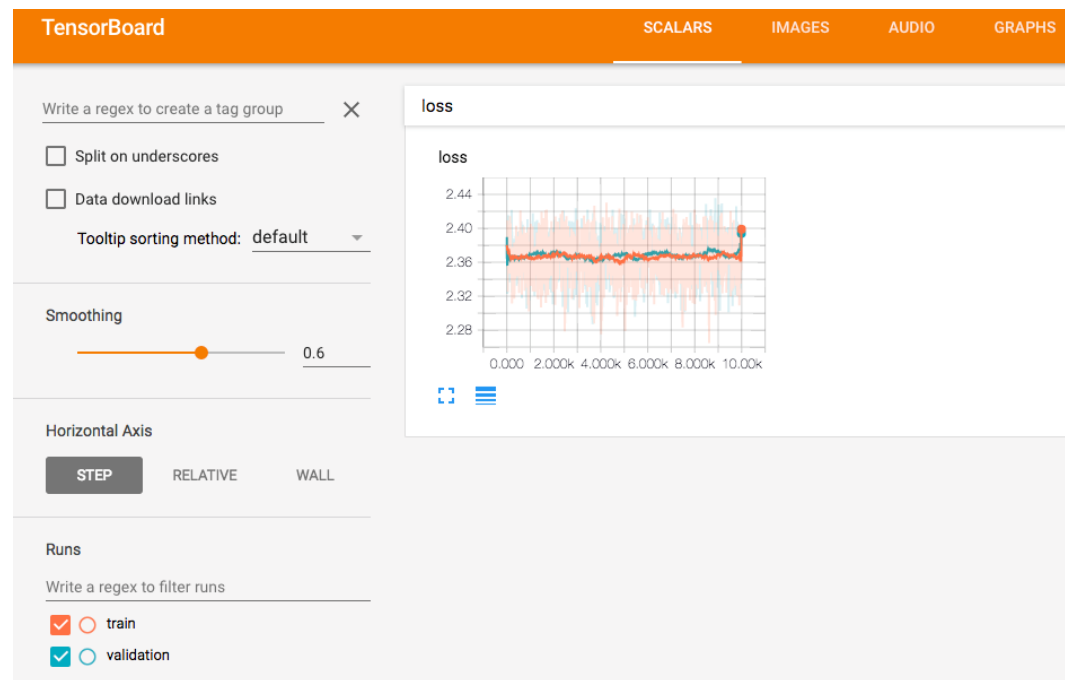 TensorBoard SCALARS IMAGES AUDIO GRAPHS
Write a regex to create a tag group
Split on underscores
Data download links
Tooltip sorting method: default
Smoothing
0.6
Horizontal Axis
STEP RELATIVE WALL
Runs
Write a regex to filter runs
train
validation
loss
loss
2.44
2.40
2.36
2.32
2.28
0.000 2.000k 4.000k 6.000k 8.000k 10.00k